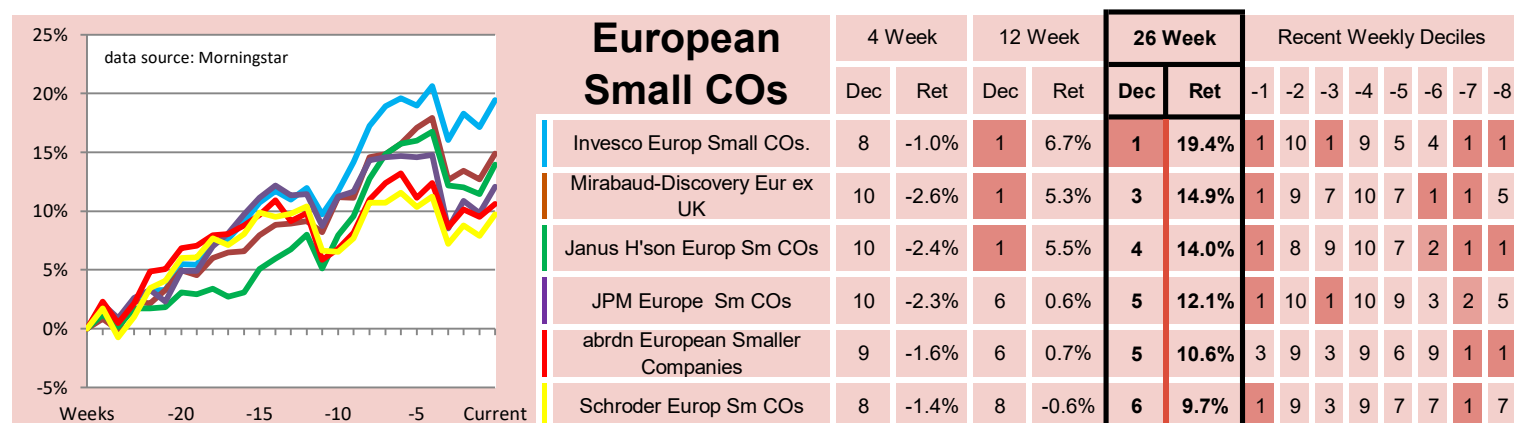 25%
20%
15%
10%
5%
0%
-5%
data source: Morningstar
Weeks -20 -15 -10 -5 Current
European
Small COs
4 Week 12 Week 26 Week Recent Weekly Deciles
Dec Ret Dec Ret Dec Ret -1 -2 -3 -4 -5 -6 -7 -8
Invesco Europ Small COs. 8 -1.0% 1 6.7% 1 19.4% 1 10 1 9 5 4 1 1
Mirabaud-Discovery Eur ex
UK 10 -2.6% 1 5.3% 3 14.9% 1 9 7 10 7 1 1 5
Janus H'son Europ Sm COs 10 -2.4% 1 5.5% 4 14.0% 1 8 9 10 7 2 1 1
JPM Europe Sm COs 10 -2.3% 6 0.6% 5 12.1% 1 10 1 10 9 3 2 5
abrdn European Smaller
Companies 9 -1.6% 6 0.7% 5 10.6% 3 9 3 9 6 9 1 1
Schroder Europ Sm COs 8 -1.4% 8 -0.6% 6 9.7% 1 9 3 9 7 7 1 7